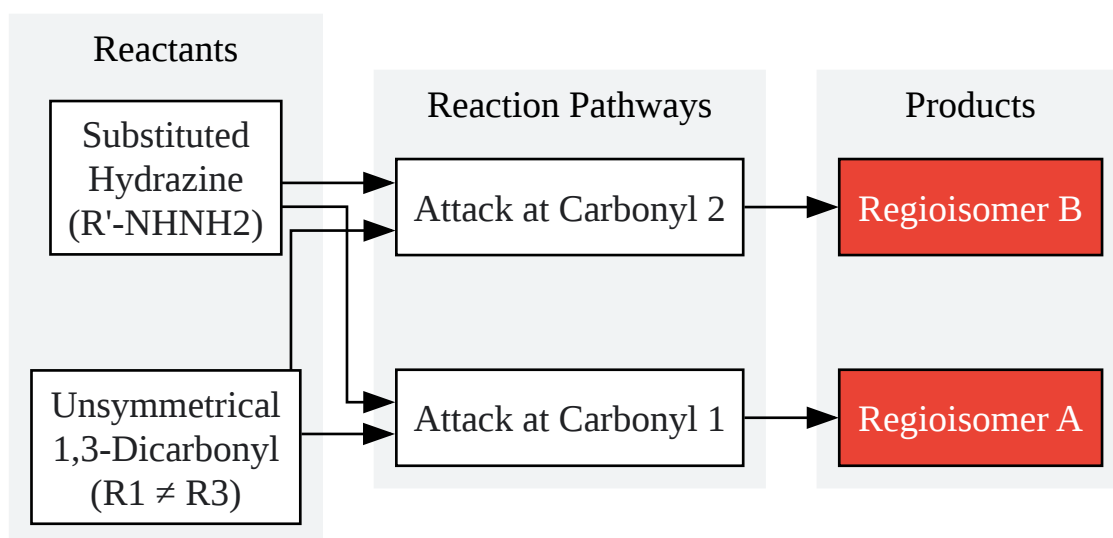 Reactants
Substituted
Hydrazine
(R'-NHNH2)
Unsymmetrical
1,3-Dicarbonyl
(R1 ≠ R3)
Reaction Pathways
Attack at Carbonyl 2
Attack at Carbonyl 1
Products
Regioisomer B
Regioisomer A